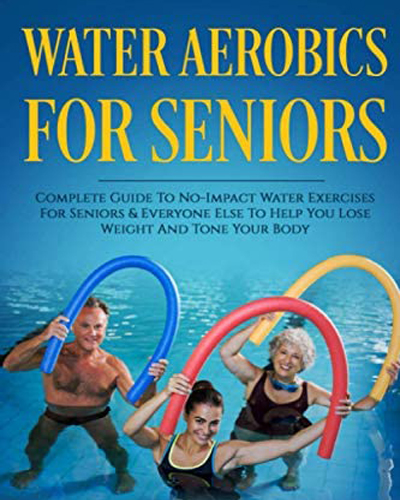 WATER AEROBICS
FOR SENIORS
COMPLETE GUIDE TO NO-IMPACT WATER EXERCISES
FOR SENIORS & EVERYONE ELSE TO HELP YOU LOSE
WEIGHT AND TONE YOUR BODY